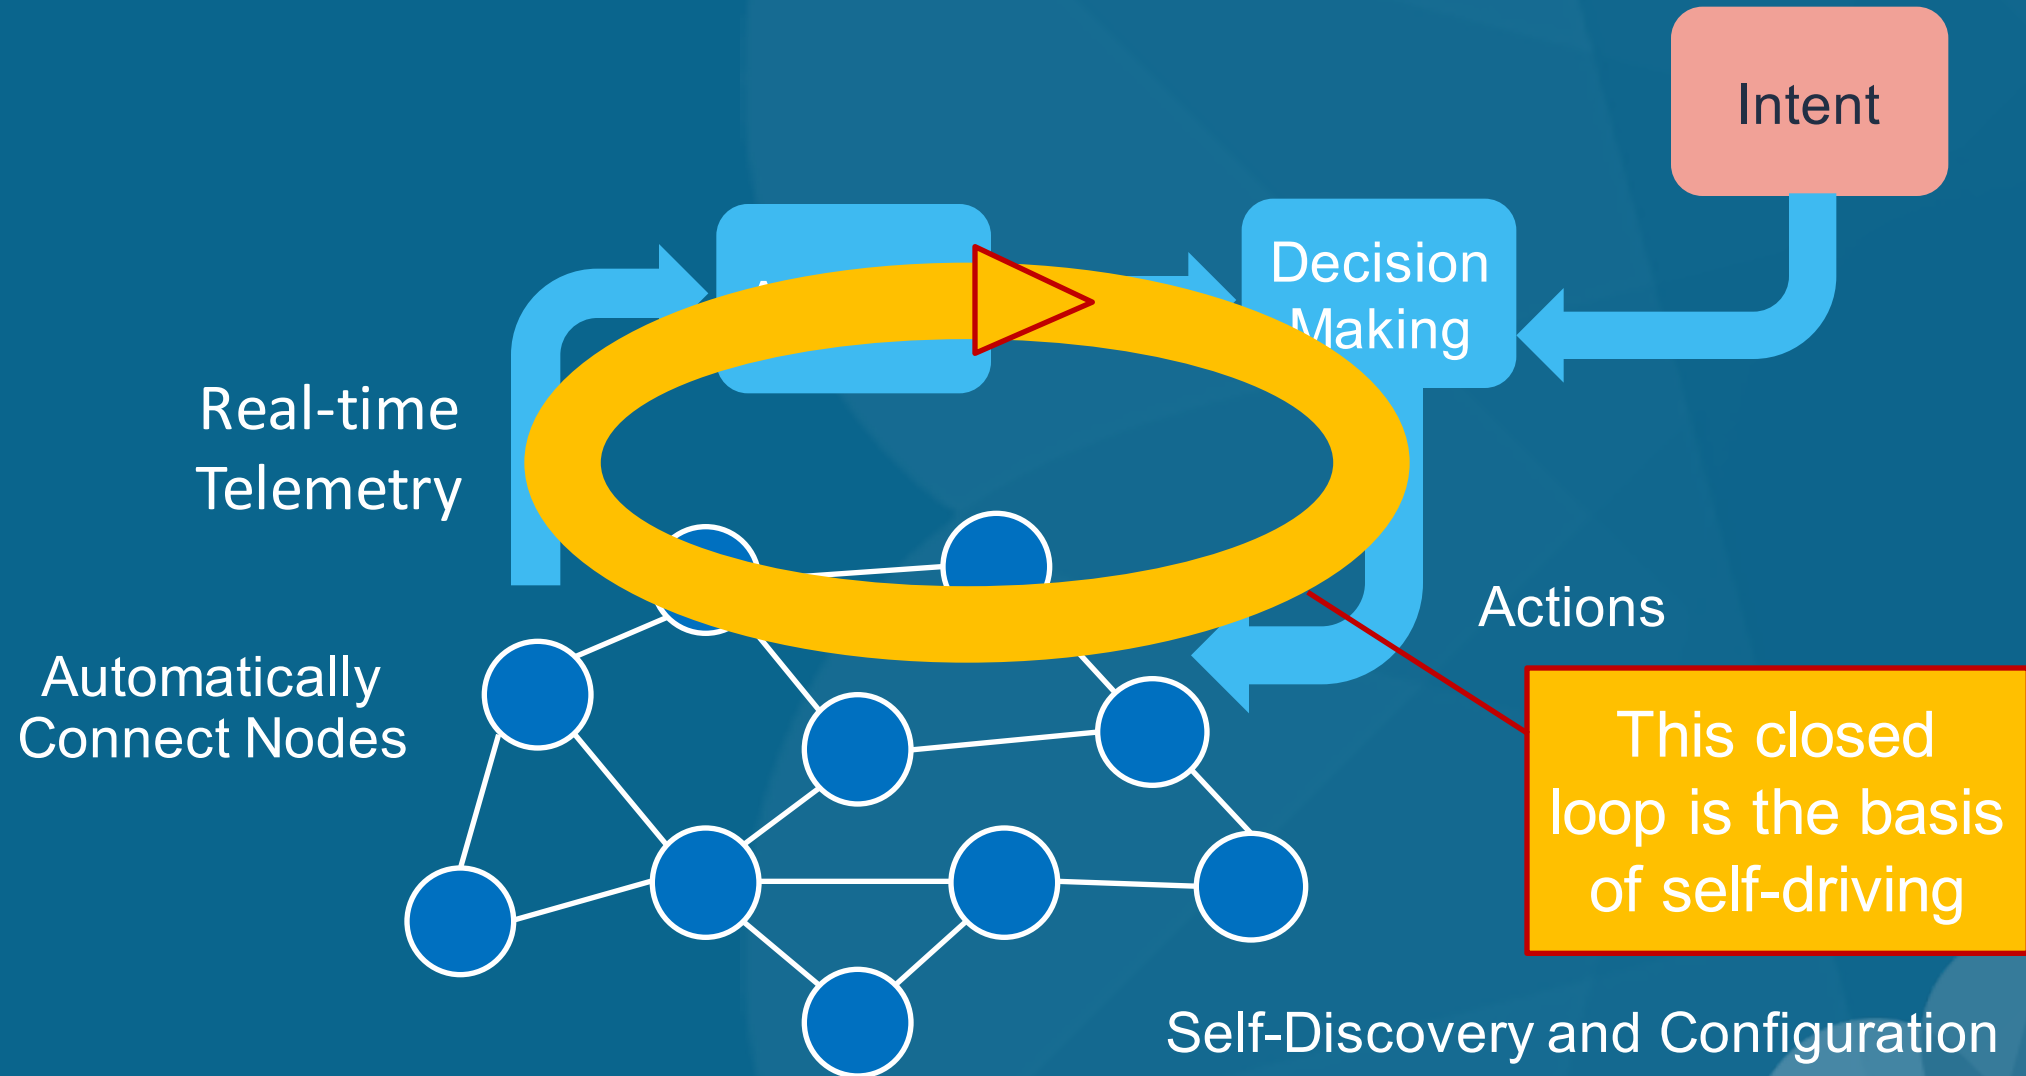 Intent
Decision
Making
Real-time
Telemetry
Actions
Automatically
Connect Nodes
This closed
loop is the basis
of self-driving
Self-Discovery and Configuration